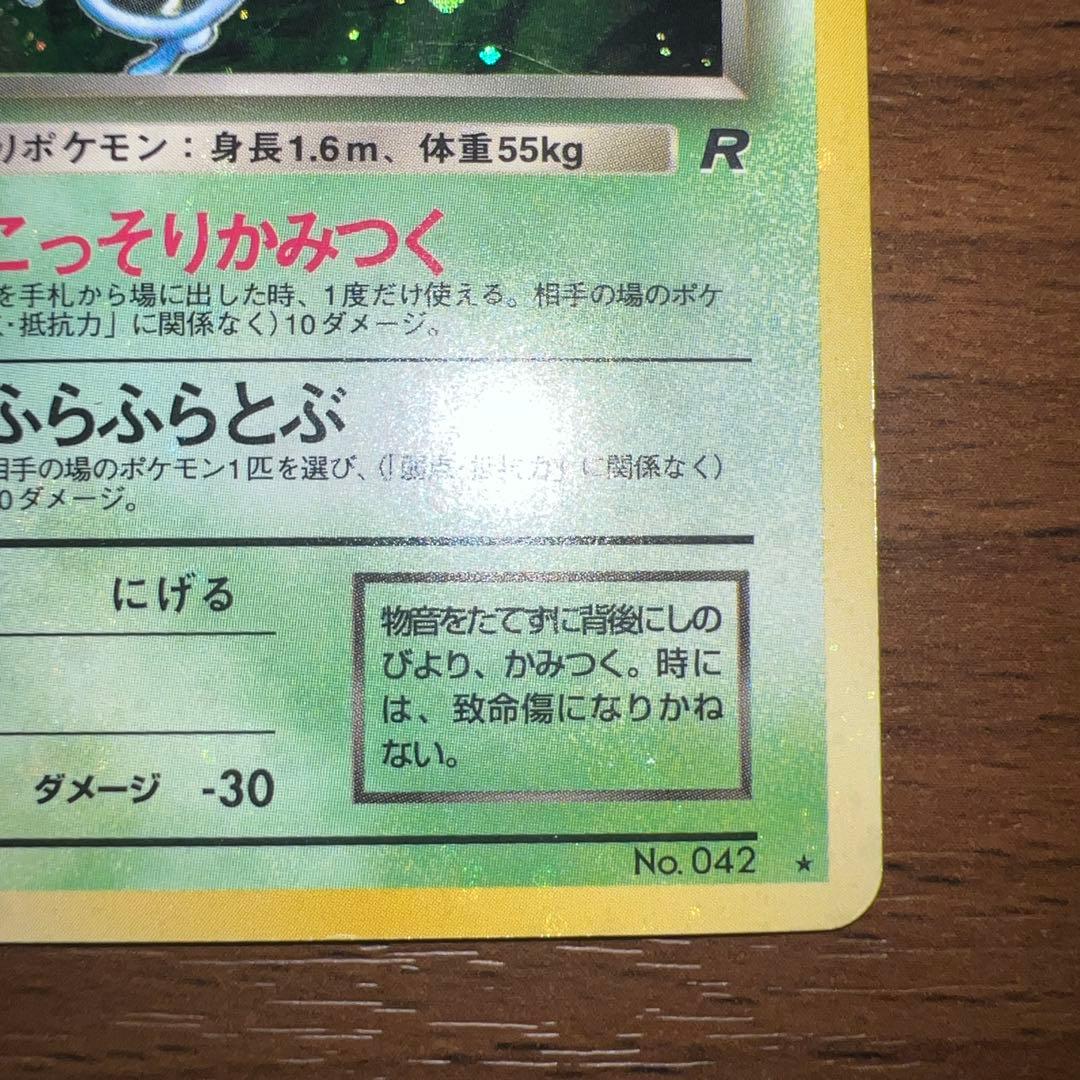 りポケモン：身長1.6m、体重55kg
R
こっそりかみつく
を手札から場に出した時、1度だけ使える。相手の場のポケ
・抵抗力」に関係なく)10ダメージ。
ふらふらとぶ
相手の場のポケモン1匹を選び、(「弱点・抵抗力」に関係なく)
0ダメージ。
にげる
物音をたてずに背後にしの
びより、かみつく。時に
は、致命傷になりかね
ない。
ダメージ -30
No. 042 ★